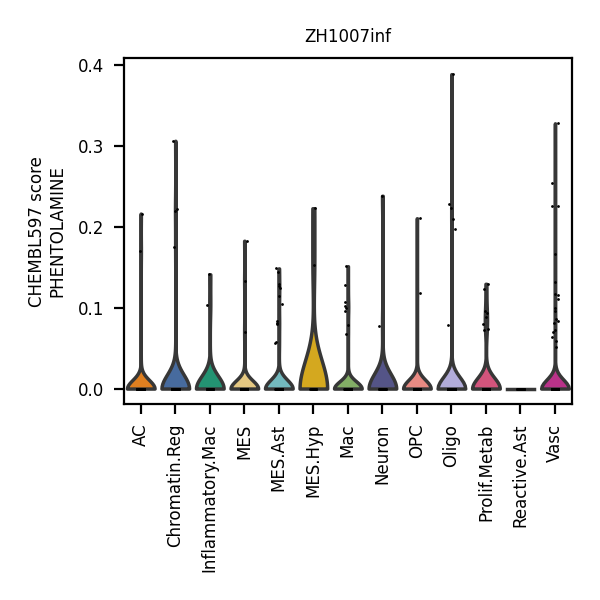 ZH1007inf
CHEMBL597 score
PHENTOLAMINE
0.4
0.3
0.2
0.1
0.0
AC
Chromatin.Reg
Inflammatory.Mac
MES
MES.Ast
MES.Hyp
Mac
Neuron
OPC
Oligo
Prolif.Metab
Reactive.Ast
Vasc